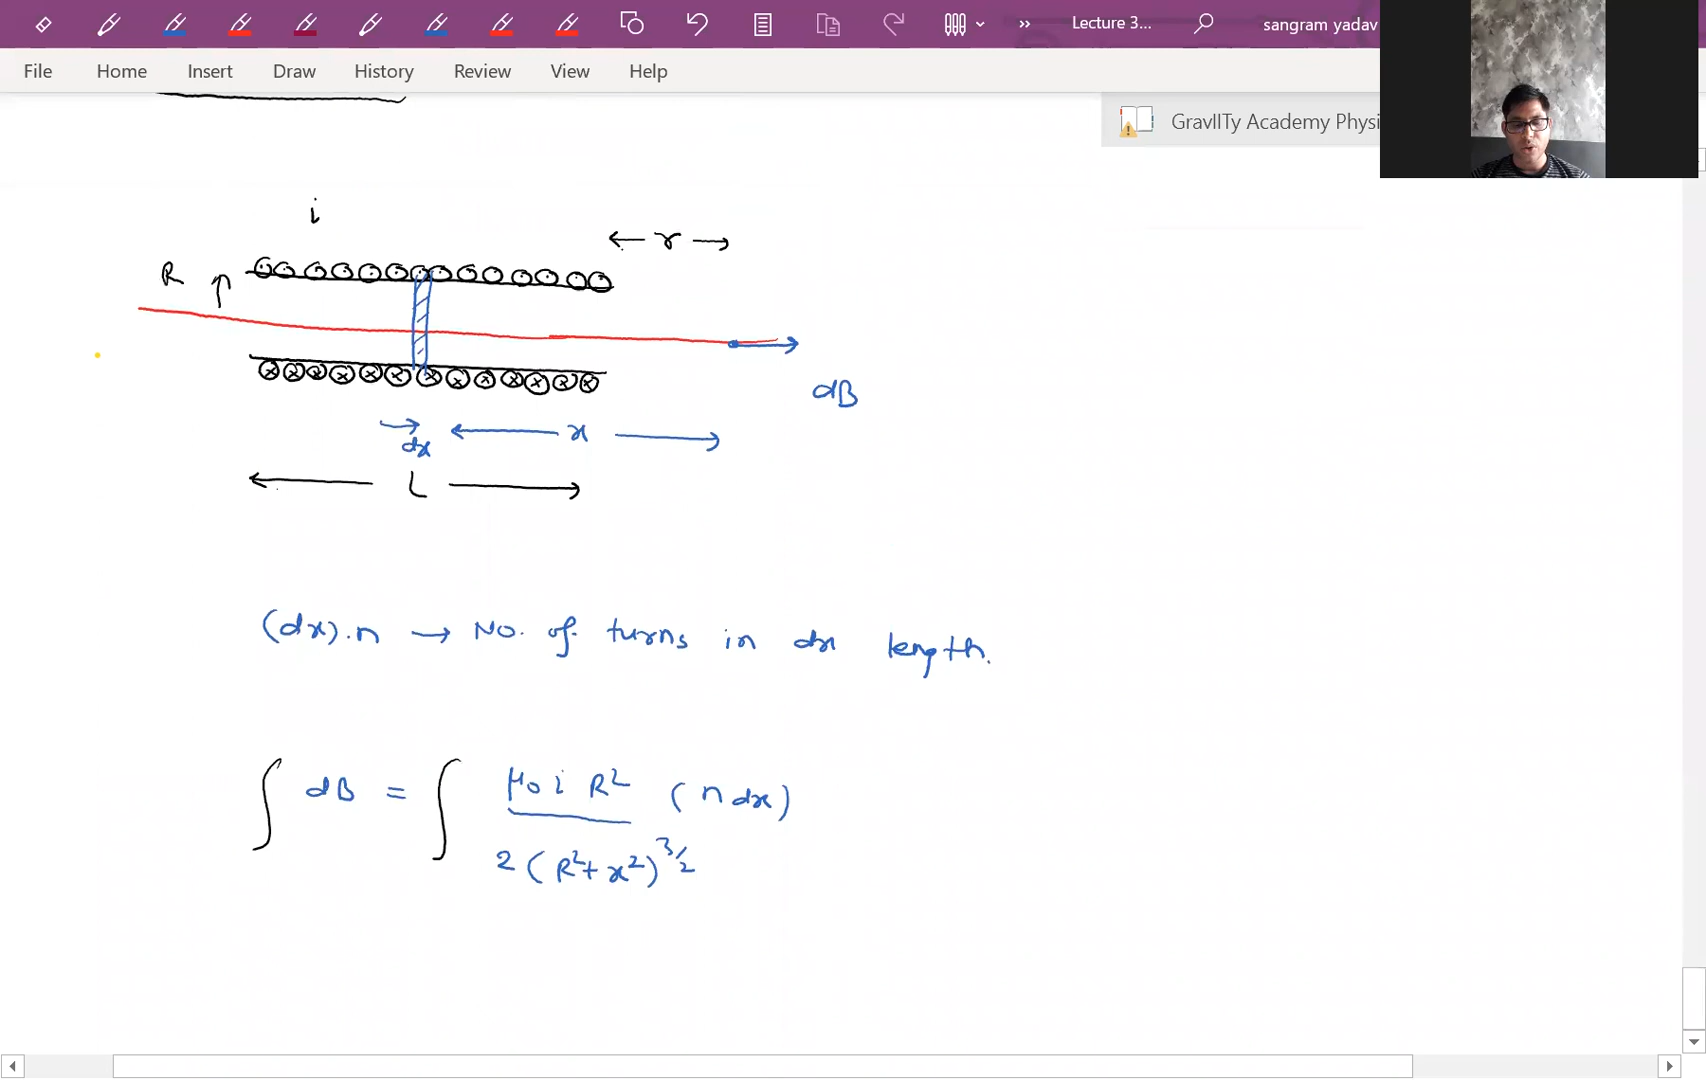 Lecture 3...
sangram yadav
File Home Insert Draw History Review View Help
GravIITy Academy Physi
i
r
R
dB
dx
x
L
(dx).n → No. of turns in dx length.
∫ dB = ∫ μ₀ i R² (n dx)
2 (R²+x²)^3/2